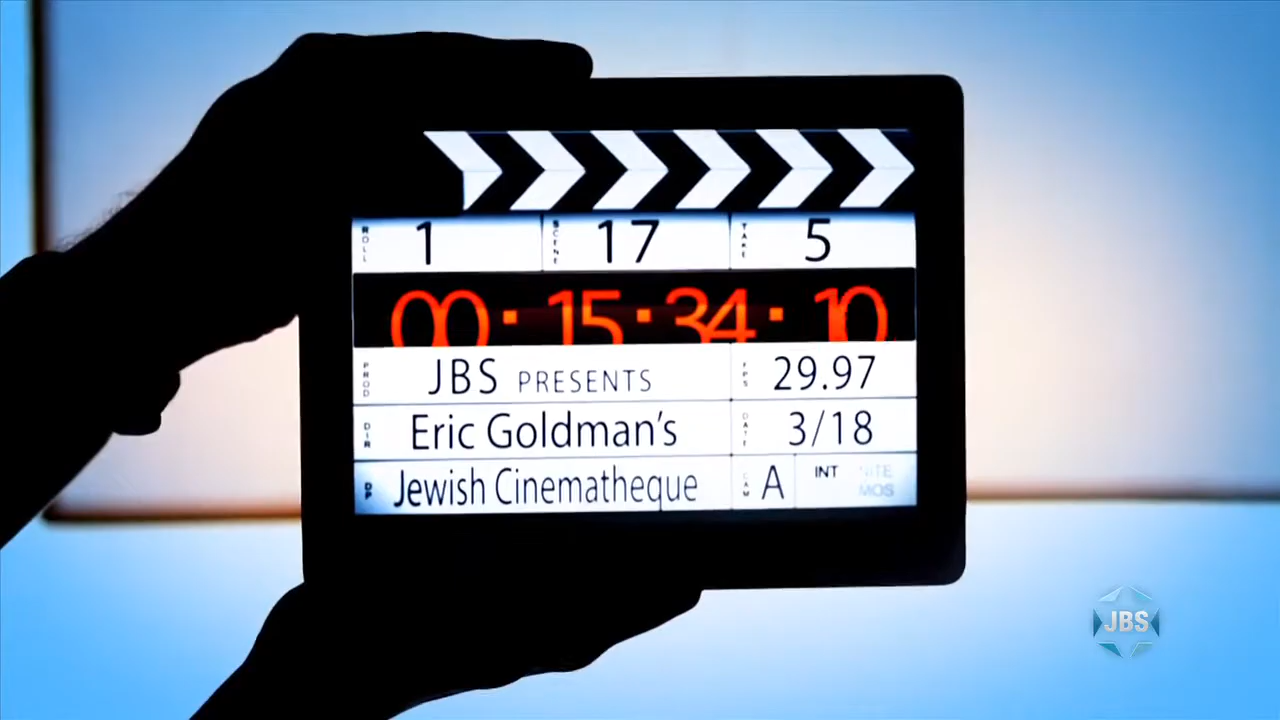 ROLL 1 SCENE 17 TAKE 5
00:15:34:10
PROD JBS PRESENTS FPS 29.97
DIR Eric Goldman's DATE 3/18
DP Jewish Cinematheque CAM A INT NITE
MOS
JBS